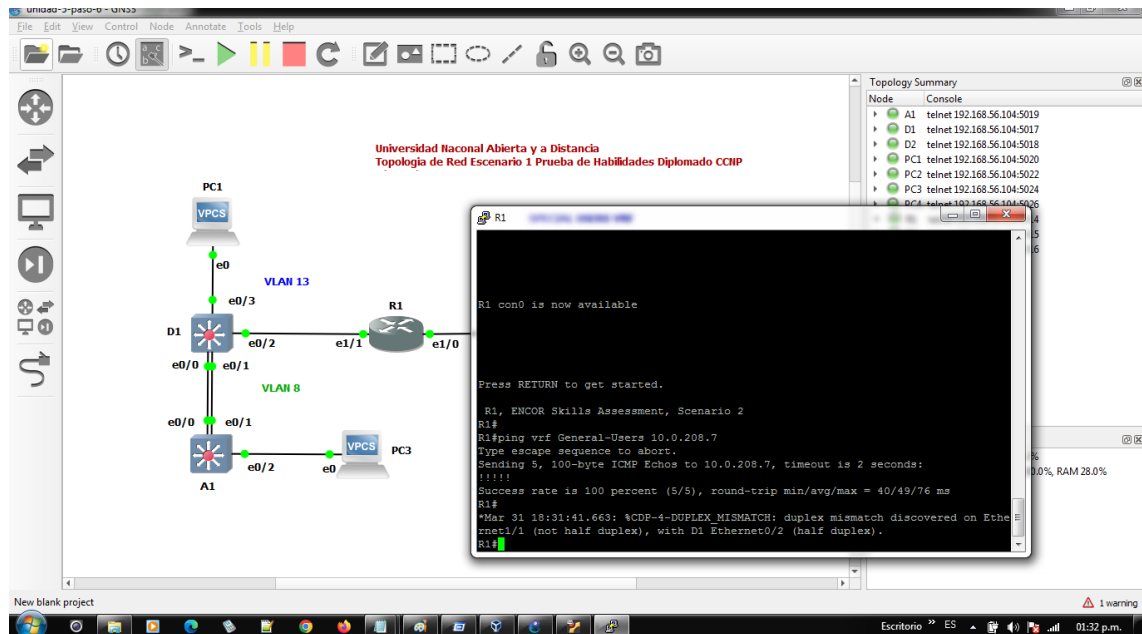 unidad-5-paso-6 - GNS3
File Edit View Control Node Annotate Tools Help
Universidad Naconal Abierta y a Distancia
Topologia de Red Escenario 1 Prueba de Habilidades Diplomado CCNP
PC1
VPCS
e0
VLAN 13
e0/3
R1
D1
e0/2
e1/1
e1/0
e0/0
e0/1
VLAN 8
e0/0
e0/1
VPCS
PC3
e0/2
e0
A1
Topology Summary
Node Console
A1 telnet 192.168.56.104:5019
D1 telnet 192.168.56.104:5017
D2 telnet 192.168.56.104:5018
PC1 telnet 192.168.56.104:5020
PC2 telnet 192.168.56.104:5022
PC3 telnet 192.168.56.104:5024
PC4 telnet 192.168.56.104:5026
R1
R1 con0 is now available
Press RETURN to get started.
R1, ENCOR Skills Assessment, Scenario 2
R1#
R1#ping vrf General-Users 10.0.208.7
Type escape sequence to abort.
Sending 5, 100-byte ICMP Echos to 10.0.208.7, timeout is 2 seconds:
!!!!!
Success rate is 100 percent (5/5), round-trip min/avg/max = 40/49/76 ms
R1#
*Mar 31 18:31:41.663: %CDP-4-DUPLEX_MISMATCH: duplex mismatch discovered on Ethe
rnet1/1 (not half duplex), with D1 Ethernet0/2 (half duplex).
R1#
%, RAM 28.0%
New blank project
1 warning
Escritorio
ES
01:32 p.m.